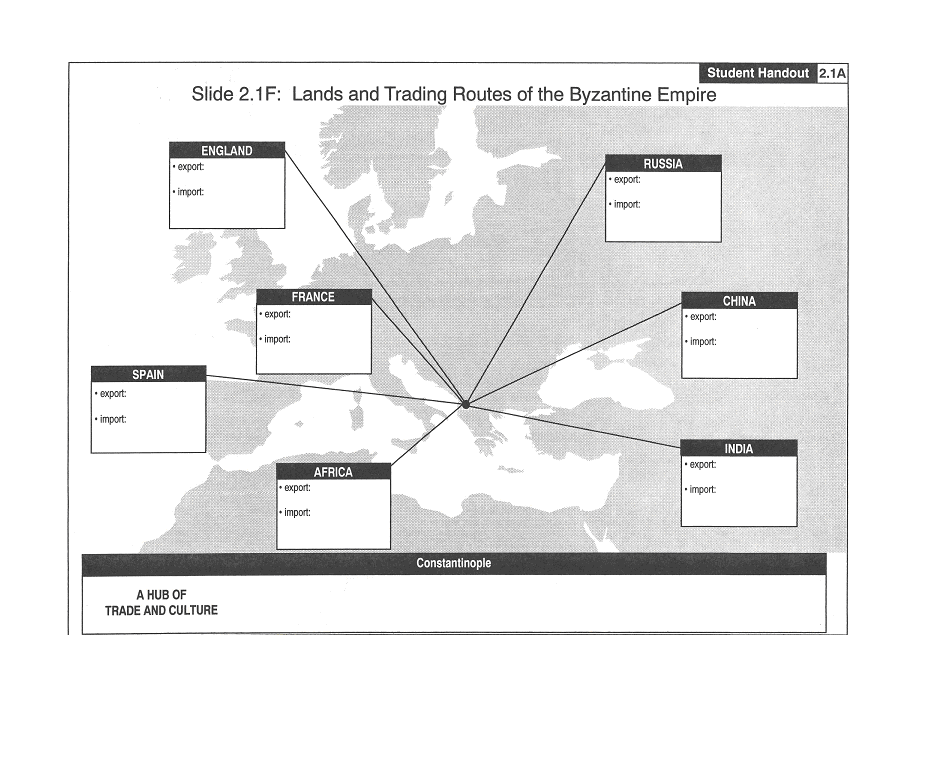 Student Handout 2.1A
Slide 2.1F: Lands and Trading Routes of the Byzantine Empire
ENGLAND
• export:
• import:
RUSSIA
• export:
• import:
FRANCE
• export:
• import:
CHINA
• export:
• import:
SPAIN
• export:
• import:
INDIA
• export:
• import:
AFRICA
• export:
• import:
Constantinople
A HUB OF
TRADE AND CULTURE